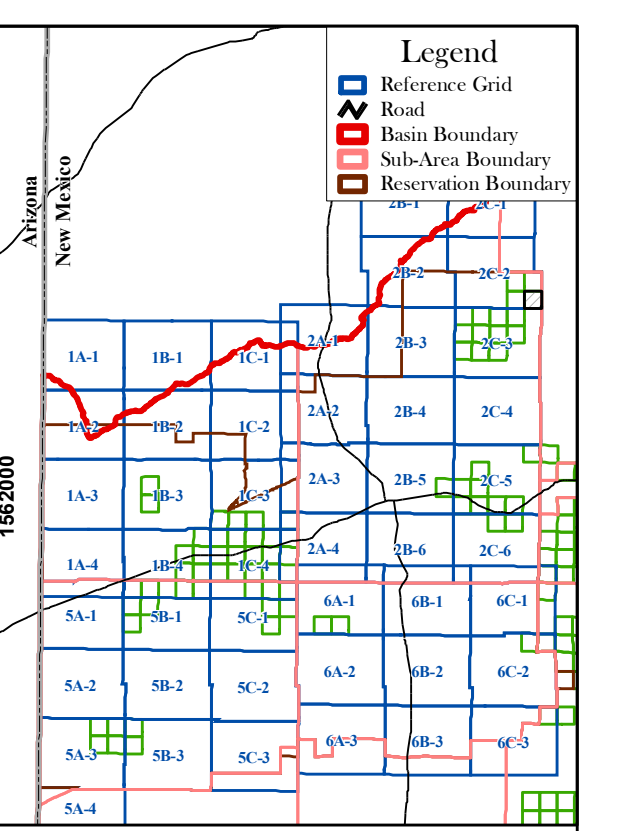 Legend
Reference Grid
Road
Basin Boundary
Sub-Area Boundary
Reservation Boundary
Arizona
New Mexico
1562000
2B-1 2C-1
2B-2 2C-2
2A-1 2B-3 2C-3
1A-1 1B-1 1C-1
2A-2 2B-4 2C-4
1A-2 1B-2 1C-2
2A-3 2B-5 2C-5
1A-3 1B-3 1C-3
2A-4 2B-6 2C-6
1A-4 1B-4 1C-4
6A-1 6B-1 6C-1
5A-1 5B-1 5C-1
6A-2 6B-2 6C-2
5A-2 5B-2 5C-2
6A-3 6B-3 6C-3
5A-3 5B-3 5C-3
5A-4